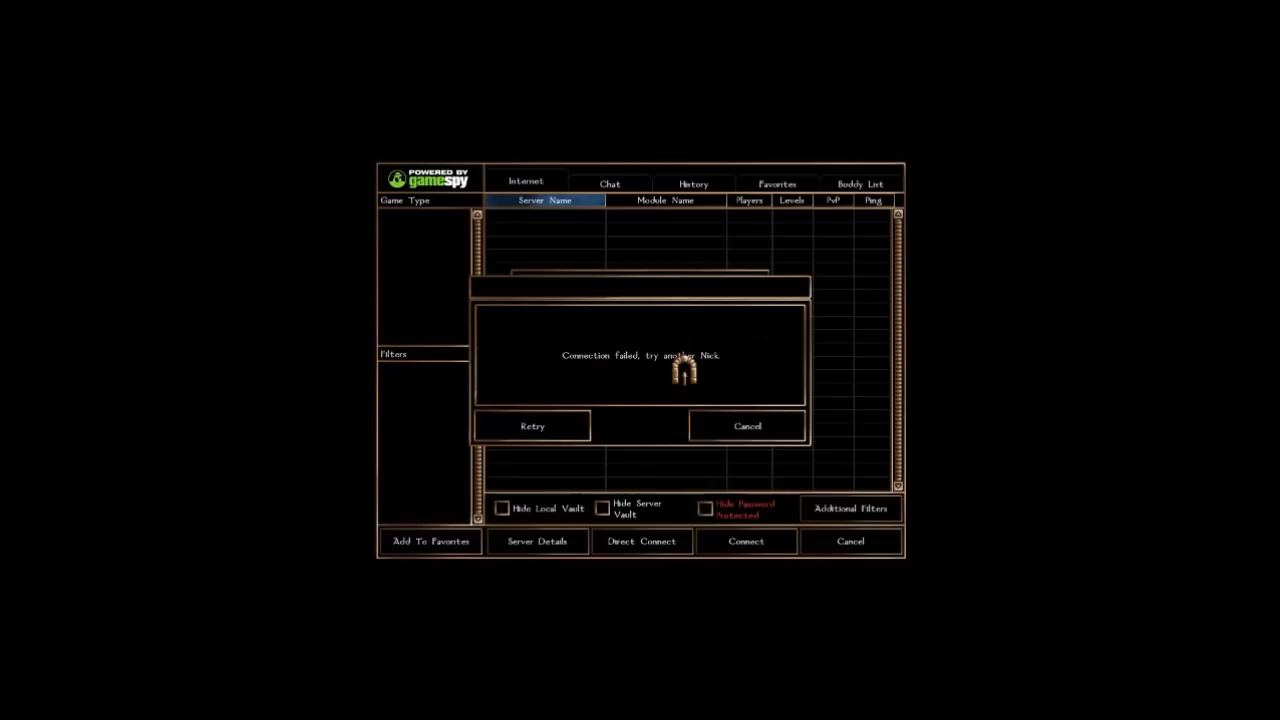 POWERED BY
gamespy
Internet
Chat
History
Favorites
Buddy List
Game Type
Server Name
Module Name
Players
Levels
PvP
Ping
Filters
Connection failed, try another Nick.
Retry
Cancel
Hide Local Vault
Hide Server
Vault
Hide Password
Protected
Additional Filters
Add To Favorites
Server Details
Direct Connect
Connect
Cancel